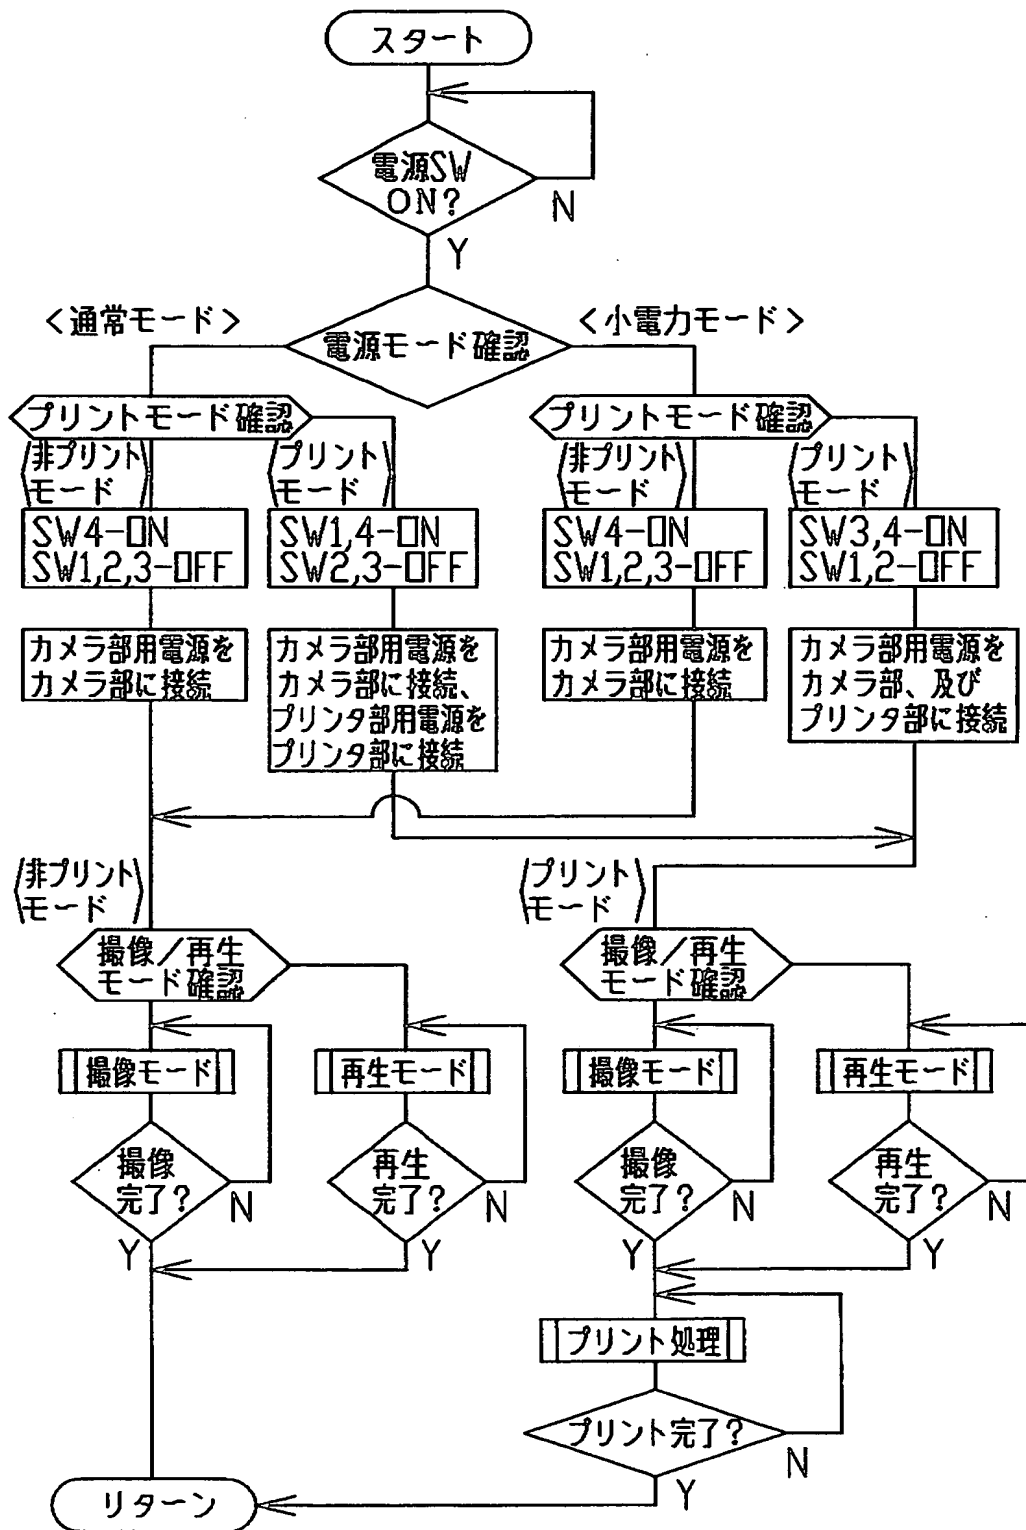 スタート
電源SW
ON?
N
Y
<通常モード>
<小電力モード>
電源モード確認
プリントモード確認
プリントモード確認
〈非プリント
モード〉
〈プリント
モード〉
〈非プリント
モード〉
〈プリント
モード〉
SW4-ON
SW1,2,3-OFF
SW1,4-ON
SW2,3-OFF
SW4-ON
SW1,2,3-OFF
SW3,4-ON
SW1,2-OFF
カメラ部用電源を
カメラ部に接続
カメラ部用電源を
カメラ部に接続、
プリンタ部用電源を
プリンタ部に接続
カメラ部用電源を
カメラ部に接続
カメラ部用電源を
カメラ部、及び
プリンタ部に接続
〈非プリント
モード〉
〈プリント
モード〉
撮像/再生
モード確認
撮像/再生
モード確認
撮像モード
再生モード
撮像モード
再生モード
撮像
完了?
N
Y
再生
完了?
N
Y
撮像
完了?
N
Y
再生
完了?
N
Y
プリント処理
プリント完了?
N
Y
リターン